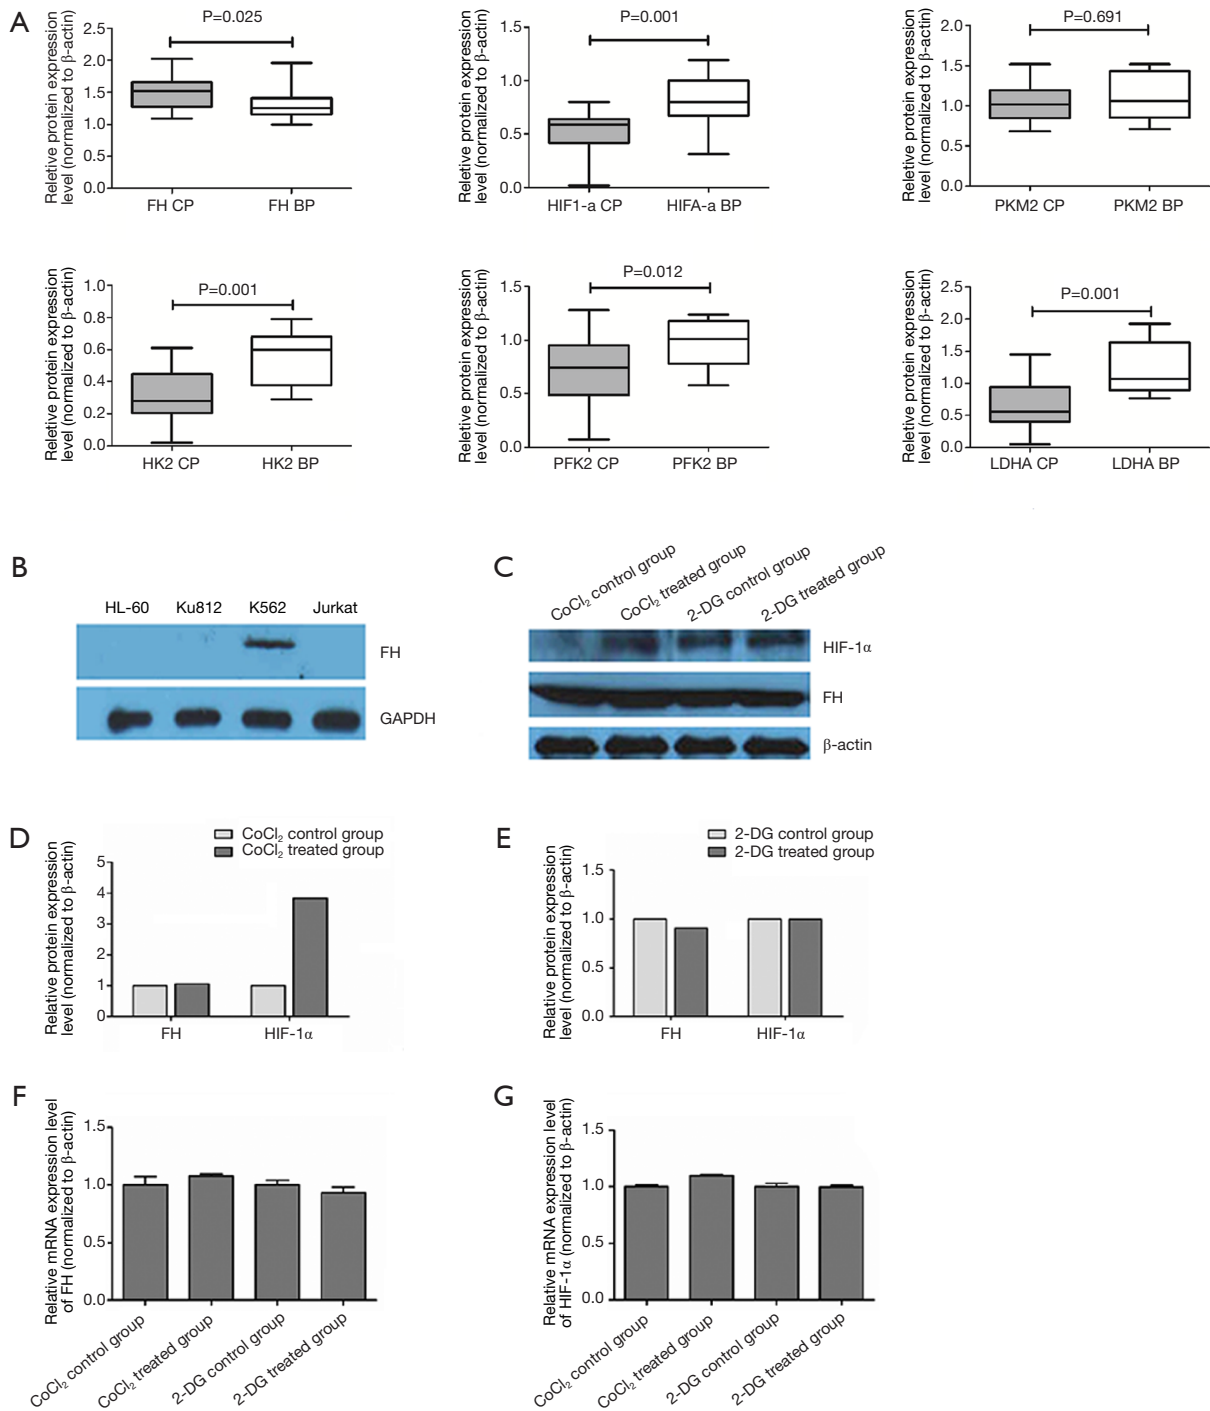 A
Reletive protein expression
level (normalized to β-actin)
P=0.025
2.5
2.0
1.5
1.0
0.5
0.0
FH CP
FH BP
Reletive protein expression
level (normalized to β-actin)
P=0.001
1.5
1.0
0.5
0.0
HIF1-a CP
HIFA-a BP
Reletive protein expression
level (normalized to β-actin)
P=0.691
2.0
1.5
1.0
0.5
0.0
PKM2 CP
PKM2 BP
Reletive protein expression
level (normalized to β-actin)
P=0.001
1.0
0.8
0.6
0.4
0.2
0.0
HK2 CP
HK2 BP
Reletive protein expression
level (normalized to β-actin)
P=0.012
1.5
1.0
0.5
0.0
PFK2 CP
PFK2 BP
Reletive protein expression
level (normalized to β-actin)
P=0.001
2.5
2.0
1.5
1.0
0.5
0.0
LDHA CP
LDHA BP
B
HL-60 Ku812 K562 Jurkat
FH
GAPDH
C
CoCl₂ control group
CoCl₂ treated group
2-DG control group
2-DG treated group
HIF-1α
FH
β-actin
D
CoCl₂ control group
CoCl₂ treated group
Relative protein expression
level (normalized to β-actin)
5
4
3
2
1
0
FH
HIF-1α
E
2-DG control group
2-DG treated group
Relative protein expression
level (normalized to β-actin)
1.5
1.0
0.5
0.0
FH
HIF-1α
F
Relative mRNA expression level
of FH (normalized to β-actin)
1.5
1.0
0.5
0.0
CoCl₂ control group
CoCl₂ treated group
2-DG control group
2-DG treated group
G
Relative mRNA expression level
of HIF-1α (normalized to β-actin)
1.5
1.0
0.5
0.0
CoCl₂ control group
CoCl₂ treated group
2-DG control group
2-DG treated group